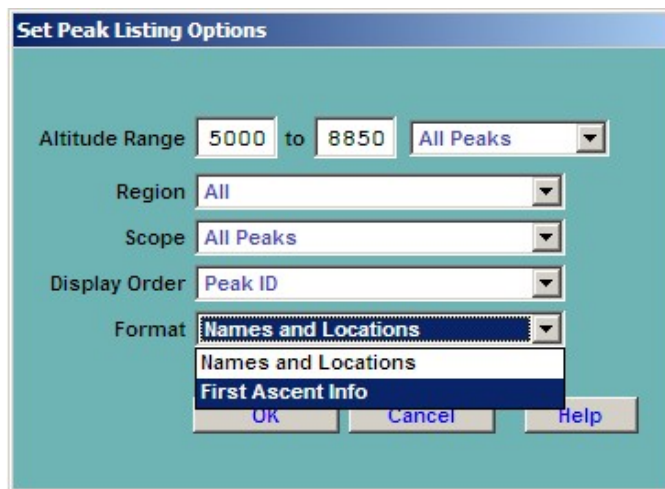 Set Peak Listing Options
Altitude Range 5000 to 8850 All Peaks
Region All
Scope All Peaks
Display Order Peak ID
Format Names and Locations
Names and Locations
First Ascent Info
OK Cancel Help